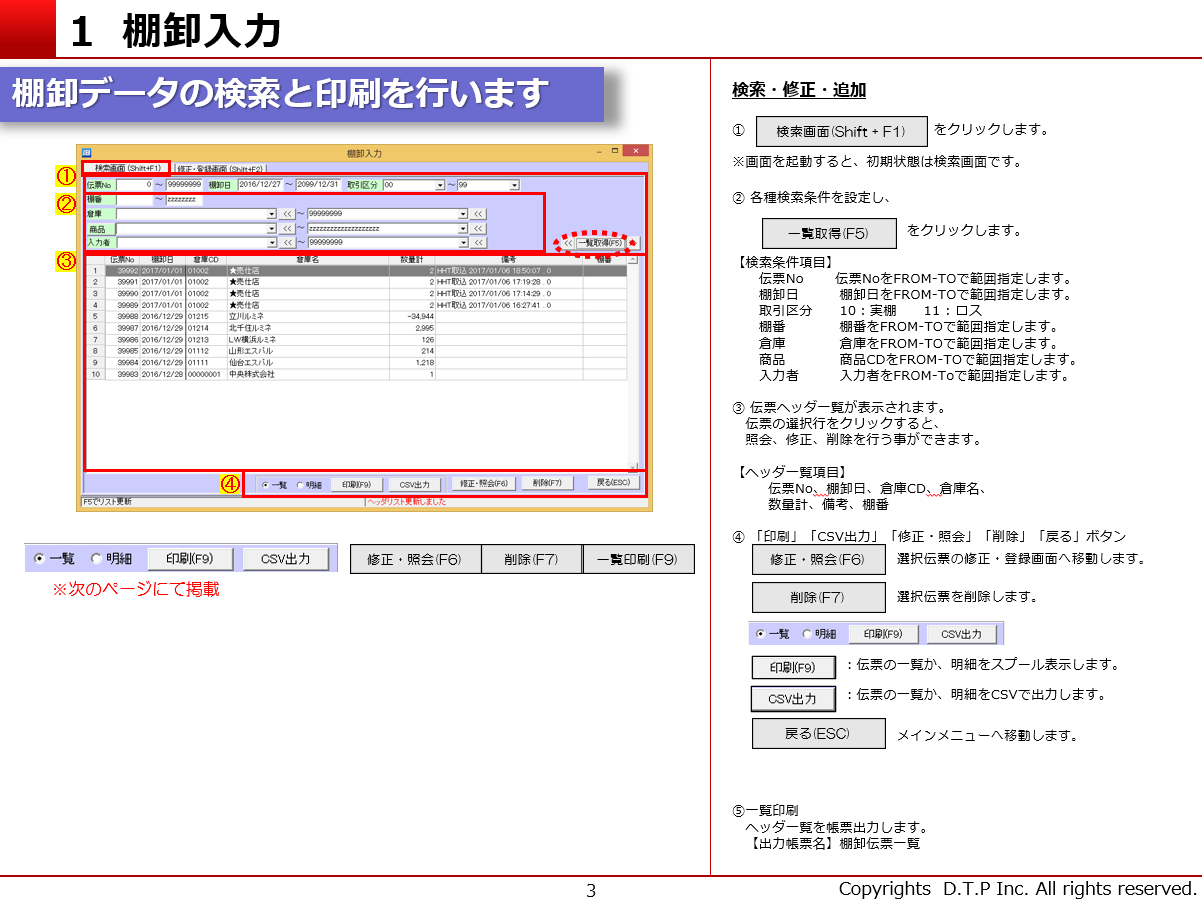 1 棚卸入力
棚卸データの検索と印刷を行います
棚卸入力
① 検索画面 (Shift+F1) 修正・登録画面 (Shift+F2)
伝票No 0 ～ 99999999 棚卸日 2016/12/27 ～ 2099/12/31 取引区分 00 ～ 99
② 棚番 ～ zzzzzzzz
倉庫 << ～ 99999999 <<
商品 << ～ zzzzzzzzzzzzzzzzzzzz <<
入力者 << ～ 99999999 << << 一覧取得(F5)
③ 伝票No 棚卸日 倉庫CD 倉庫名 数量計 備考 棚番
1 39992 2017/01/01 01002 ★売仕店 2 HHT取込 2017/01/06 18:50:07 . 0
2 39991 2017/01/01 01002 ★売仕店 2 HHT取込 2017/01/06 17:19:28 . 0
3 39990 2017/01/01 01002 ★売仕店 2 HHT取込 2017/01/06 17:14:29 . 0
4 39989 2017/01/01 01002 ★売仕店 2 HHT取込 2017/01/06 16:27:41 . 0
5 39988 2016/12/29 01215 立川ルミネ -34,944
6 39987 2016/12/29 01214 北千住ルミネ 2,995
7 39986 2016/12/29 01213 LW横浜ルミネ 126
8 39985 2016/12/29 01112 山形エスパル 214
9 39984 2016/12/29 01111 仙台エスパル 1,218
10 39983 2016/12/28 00000001 中央株式会社 1
④ 一覧 明細 印刷(F9) CSV出力 修正・照会(F6) 削除(F7) 戻る(ESC)
F5でリスト更新 ヘッダリスト更新しました
一覧 明細 印刷(F9) CSV出力 修正・照会(F6) 削除(F7) 一覧印刷(F9)
※次のページにて掲載
検索・修正・追加
① 検索画面(Shift + F1) をクリックします。
※画面を起動すると、初期状態は検索画面です。
② 各種検索条件を設定し、
一覧取得(F5) をクリックします。
【検索条件項目】
伝票No 伝票NoをFROM-TOで範囲指定します。
棚卸日 棚卸日をFROM-TOで範囲指定します。
取引区分 10：実棚 11：ロス
棚番 棚番をFROM-TOで範囲指定します。
倉庫 倉庫をFROM-TOで範囲指定します。
商品 商品CDをFROM-TOで範囲指定します。
入力者 入力者をFROM-Toで範囲指定します。
③ 伝票ヘッダ一覧が表示されます。
伝票の選択行をクリックすると、
照会、修正、削除を行う事ができます。
【ヘッダ一覧項目】
伝票No、棚卸日、倉庫CD、倉庫名、
数量計、備考、棚番
④ 「印刷」「CSV出力」「修正・照会」「削除」「戻る」ボタン
修正・照会(F6) 選択伝票の修正・登録画面へ移動します。
削除(F7) 選択伝票を削除します。
一覧 明細 印刷(F9) CSV出力
印刷(F9) ：伝票の一覧か、明細をスプール表示します。
CSV出力 ：伝票の一覧か、明細をCSVで出力します。
戻る(ESC) メインメニューへ移動します。
⑤一覧印刷
ヘッダ一覧を帳票出力します。
【出力帳票名】棚卸伝票一覧
3
Copyrights D.T.P Inc. All rights reserved.